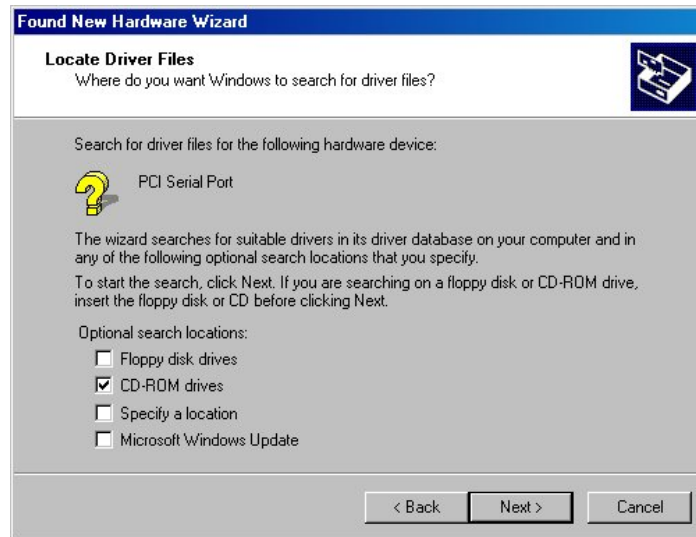 Found New Hardware Wizard
Locate Driver Files
Where do you want Windows to search for driver files?
Search for driver files for the following hardware device:
PCI Serial Port
The wizard searches for suitable drivers in its driver database on your computer and in
any of the following optional search locations that you specify.
To start the search, click Next. If you are searching on a floppy disk or CD-ROM drive,
insert the floppy disk or CD before clicking Next.
Optional search locations:
Floppy disk drives
CD-ROM drives
Specify a location
Microsoft Windows Update
< Back Next > Cancel